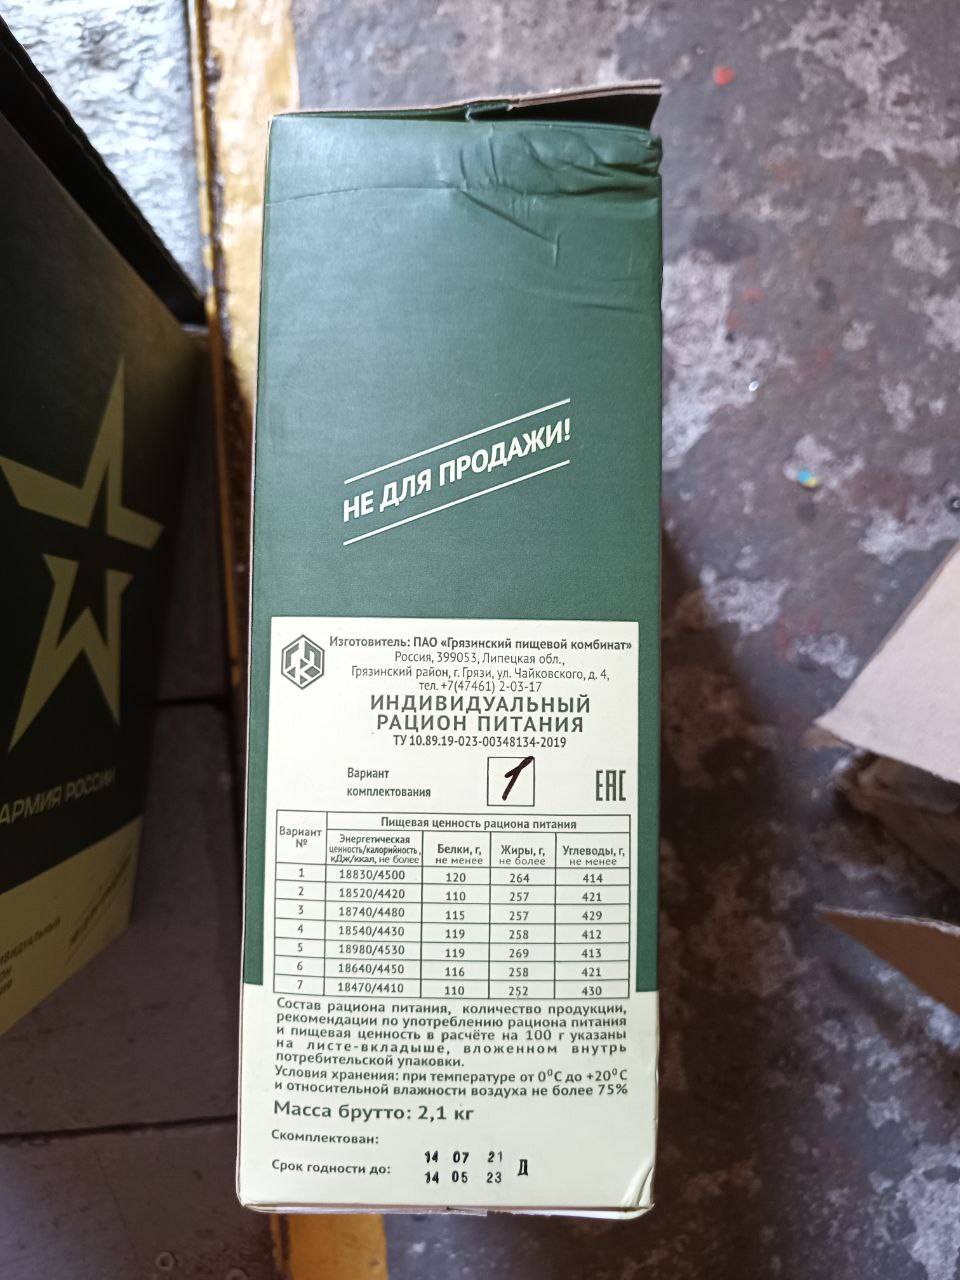 НЕ ДЛЯ ПРОДАЖИ!
Изготовитель: ПАО «Грязинский пищевой комбинат»
Россия, 399053, Липецкая обл.,
Грязинский район, г. Грязи, ул. Чайковского, д. 4,
тел. +7(47461) 2-03-17
ИНДИВИДУАЛЬНЫЙ
РАЦИОН ПИТАНИЯ
ТУ 10.89.19-023-00348134-2019
Вариант
комплектования
1
ЕАС
Вариант №
Пищевая ценность рациона питания
Энергетическая ценность/калорийность, кДж/ккал, не более
Белки, г, не менее
Жиры, г, не более
Углеводы, г, не менее
1 18830/4500 120 264 414
2 18520/4420 110 257 421
3 18740/4480 115 257 429
4 18540/4430 119 258 412
5 18980/4530 119 269 413
6 18640/4450 116 258 421
7 18470/4410 110 252 430
Состав рациона питания, количество продукции,
рекомендации по употреблению рациона питания
и пищевая ценность в расчёте на 100 г указаны
на листе-вкладыше, вложенном внутрь
потребительской упаковки.
Условия хранения: при температуре от 0°С до +20°С
и относительной влажности воздуха не более 75%
Масса брутто: 2,1 кг
Скомплектован: 14 07 21
Срок годности до: 14 05 23 Д
АРМИЯ РОССИИ